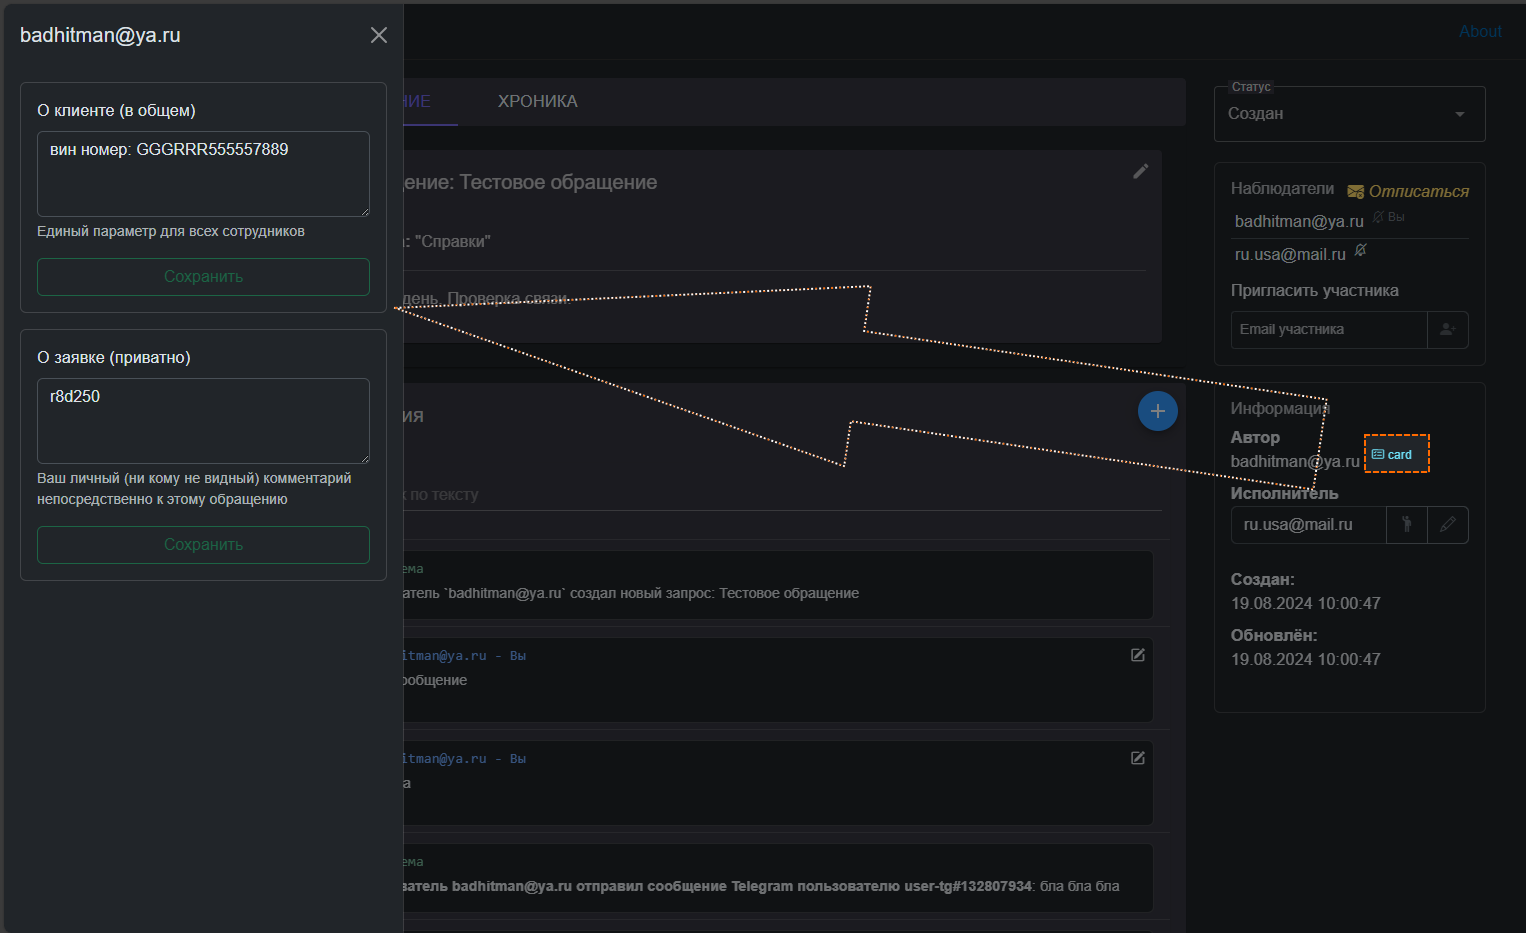 badhitman@ya.ru
О клиенте (в общем)
вин номер: GGGRRR555557889
Единый параметр для всех сотрудников
Сохранить
О заявке (приватно)
r8d250
Ваш личный (ни кому не видный) комментарий
непосредственно к этому обращению
Сохранить
About
НИЕ
ХРОНИКА
ение: Тестовое обращение
а: "Справки"
день. Проверка связи.
ия
к по тексту
ема
атель `badhitman@ya.ru` создал новый запрос: Тестовое обращение
itman@ya.ru - Вы
ообщение
itman@ya.ru - Вы
а
ема
ватель badhitman@ya.ru отправил сообщение Telegram пользователю user-tg#132807934: бла бла бла
Статус
Создан
Наблюдатели Отписаться
badhitman@ya.ru Вы
ru.usa@mail.ru
Пригласить участника
Email участника
Информация
Автор
badhitman@ya.ru card
Исполнитель
ru.usa@mail.ru
Создан:
19.08.2024 10:00:47
Обновлён:
19.08.2024 10:00:47